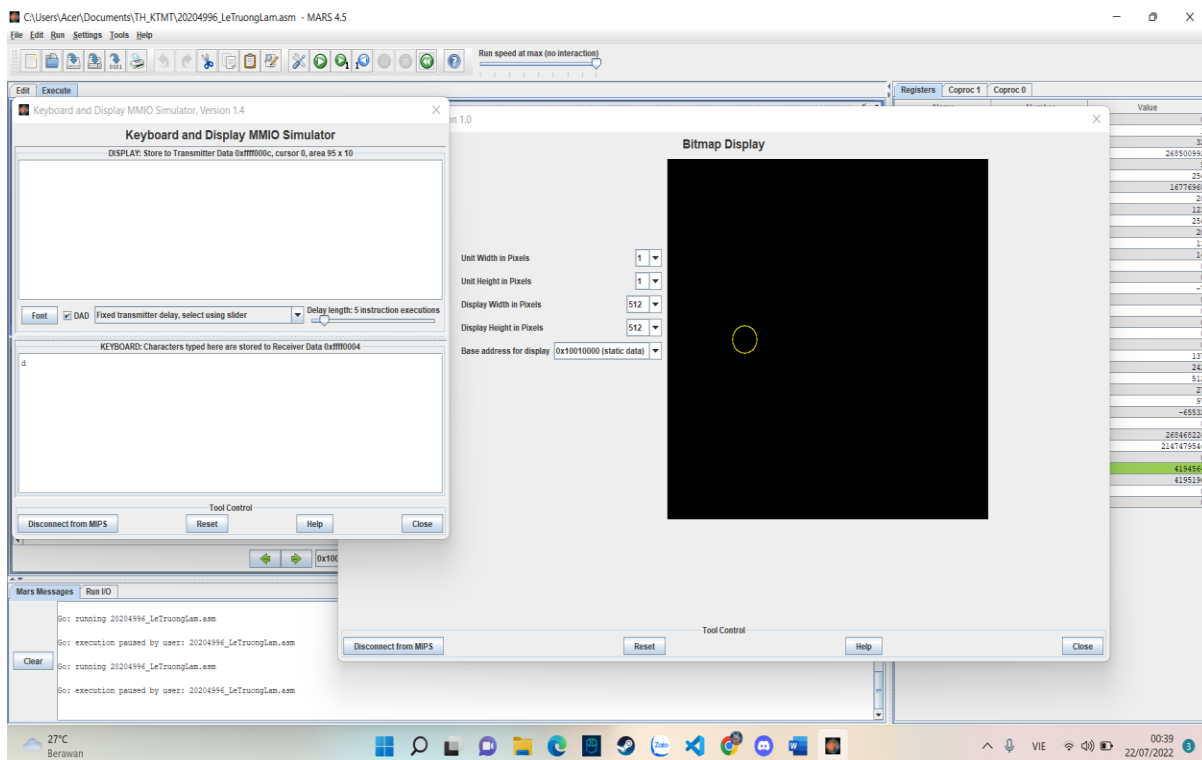 C:\Users\Acer\Documents\TH_KTMT\20204996_LeTruongLam.asm - MARS 4.5
File Edit Run Settings Tools Help
Run speed at max (no interaction)
Edit Execute
Registers Coproc 1 Coproc 0
Value
Keyboard and Display MMIO Simulator, Version 1.4
Keyboard and Display MMIO Simulator
DISPLAY: Store to Transmitter Data 0xffff000c, cursor 0, area 95 x 10
Font DAD Fixed transmitter delay, select using slider Delay length: 5 instruction executions
KEYBOARD: Characters typed here are stored to Receiver Data 0xffff0004
d
Tool Control
Disconnect from MIPS Reset Help Close
1.0
Bitmap Display
Unit Width in Pixels 1
Unit Height in Pixels 1
Display Width in Pixels 512
Display Height in Pixels 512
Base address for display 0x10010000 (static data)
Tool Control
Disconnect from MIPS Reset Help Close
Mars Messages Run I/O
Clear
Go: running 20204996_LeTruongLam.asm
Go: execution paused by user: 20204996_LeTruongLam.asm
Go: running 20204996_LeTruongLam.asm
Go: execution paused by user: 20204996_LeTruongLam.asm
27°C
Berawan
Zalo
VIE
00:39
22/07/2022
3